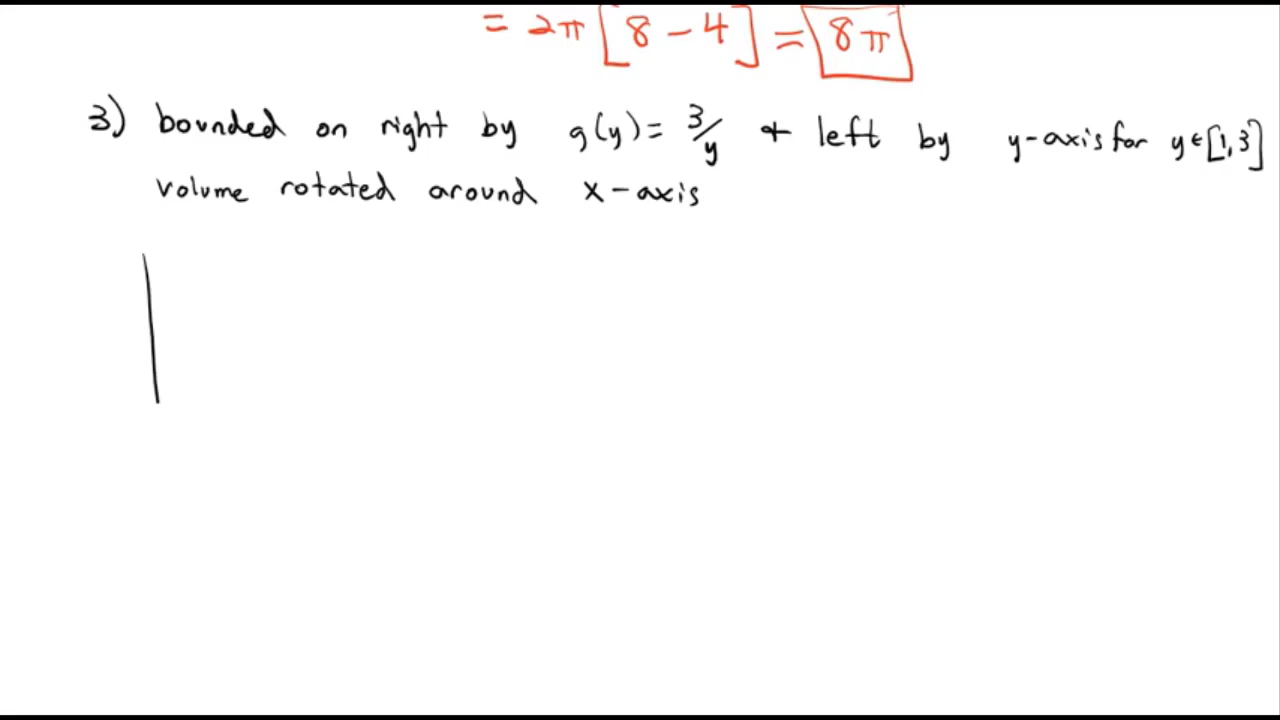 = 2π [8 - 4] = 8π
3) bounded on right by g(y) = 3/y + left by y-axis for y ∈ [1, 3]
volume rotated around x-axis